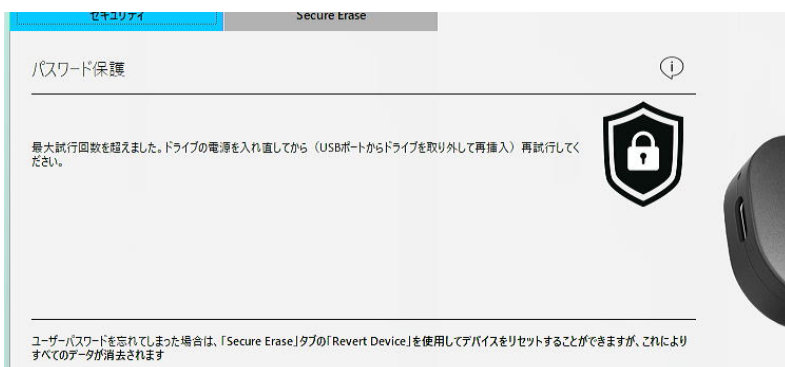 セキュリティ
Secure Erase
パスワード保護
最大試行回数を超えました。ドライブの電源を入れ直してから（USBポートからドライブを取り外して再挿入）再試行してく
ださい。
ユーザーパスワードを忘れてしまった場合は、「Secure Erase」タブの「Revert Device」を使用してデバイスをリセットすることができますが、これにより
すべてのデータが消去されます